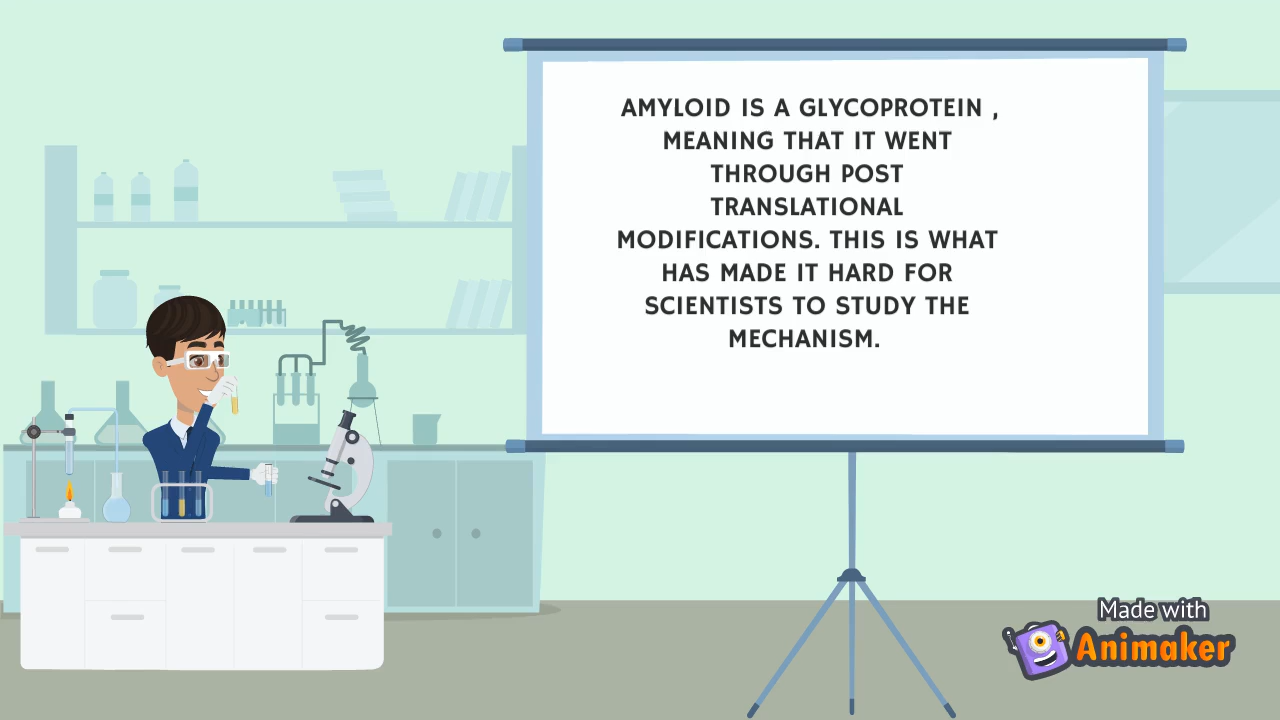 AMYLOID IS A GLYCOPROTEIN ,
MEANING THAT IT WENT
THROUGH POST
TRANSLATIONAL
MODIFICATIONS. THIS IS WHAT
HAS MADE IT HARD FOR
SCIENTISTS TO STUDY THE
MECHANISM.
Made with
Animaker